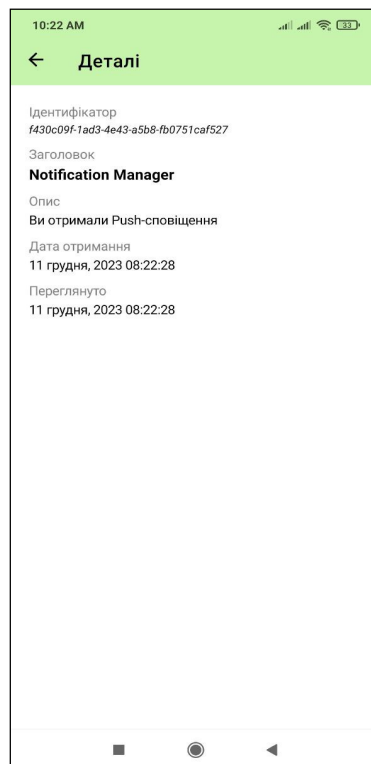 10:22 AM 33
Деталі
Ідентифікатор
f430c09f-1ad3-4e43-a5b8-fb0751caf527
Заголовок
Notification Manager
Опис
Ви отримали Push-сповіщення
Дата отримання
11 грудня, 2023 08:22:28
Переглянуто
11 грудня, 2023 08:22:28